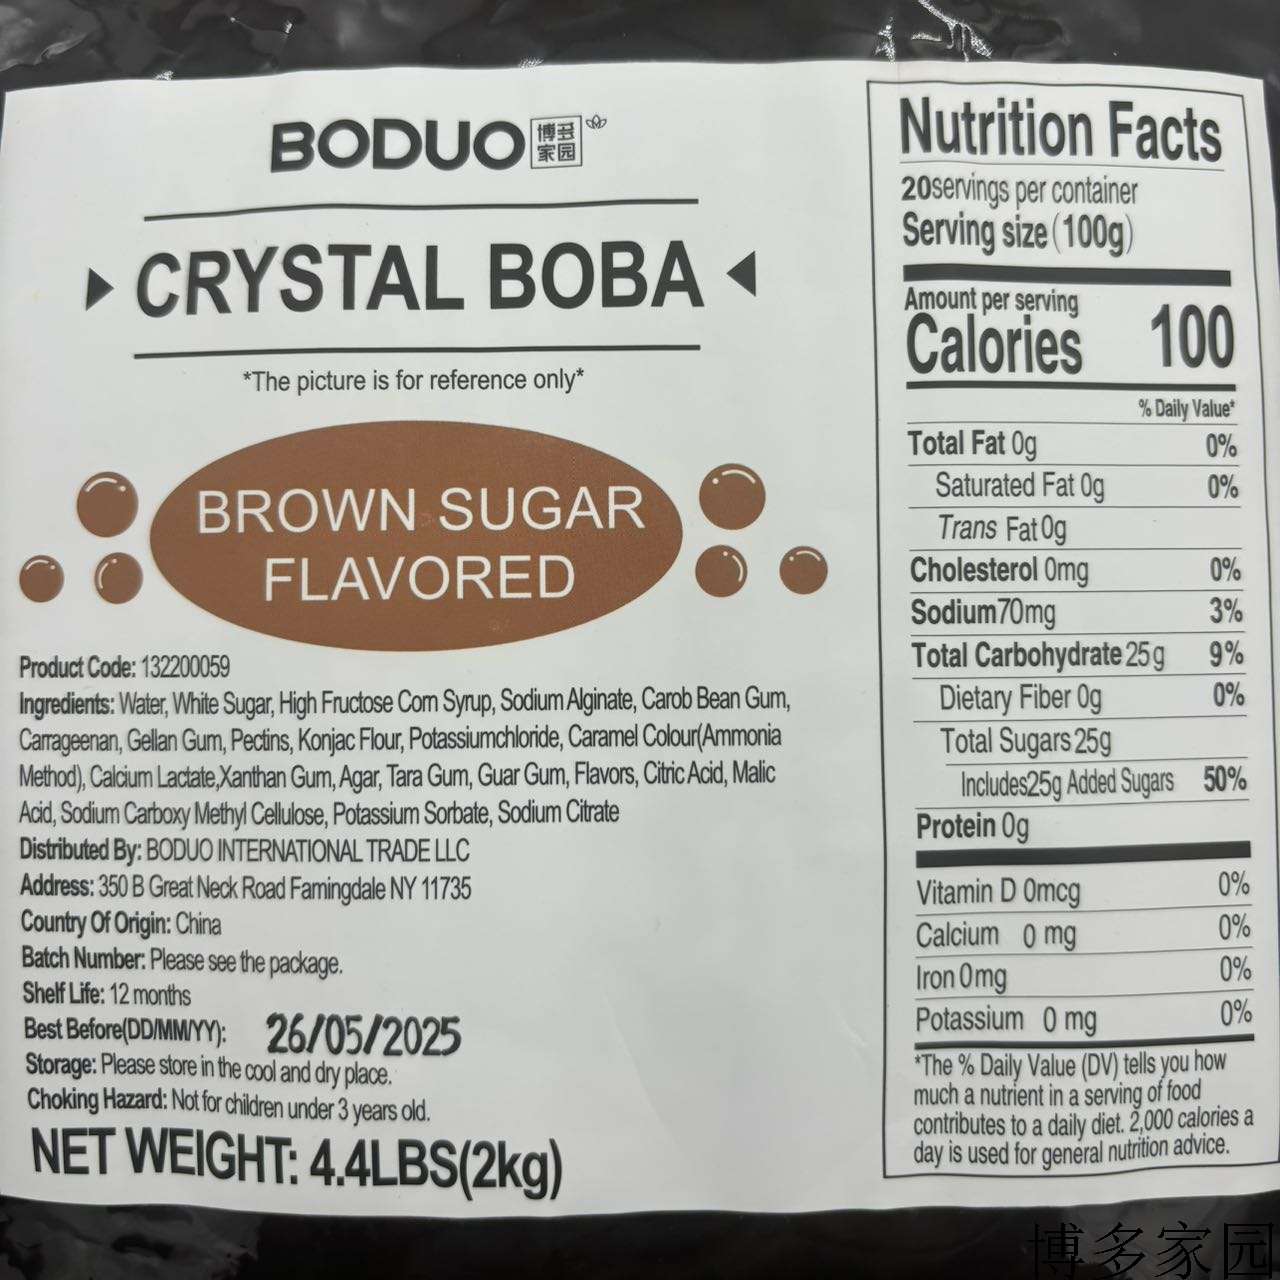 BODUO 博多家园
CRYSTAL BOBA
*The picture is for reference only*
BROWN SUGAR
FLAVORED
Product Code: 132200059
Ingredients: Water, White Sugar, High Fructose Corn Syrup, Sodium Alginate, Carob Bean Gum,
Carrageenan, Gellan Gum, Pectins, Konjac Flour, Potassiumchloride, Caramel Colour(Ammonia
Method), Calcium Lactate,Xanthan Gum, Agar, Tara Gum, Guar Gum, Flavors, Citric Acid, Malic
Acid, Sodium Carboxy Methyl Cellulose, Potassium Sorbate, Sodium Citrate
Distributed By: BODUO INTERNATIONAL TRADE LLC
Address: 350 B Great Neck Road Famingdale NY 11735
Country Of Origin: China
Batch Number: Please see the package.
Shelf Life: 12 months
Best Before(DD/MM/YY): 26/05/2025
Storage: Please store in the cool and dry place.
Choking Hazard: Not for children under 3 years old.
NET WEIGHT: 4.4LBS(2kg)
Nutrition Facts
20servings per container
Serving size(100g)
Amount per serving
Calories 100
% Daily Value*
Total Fat 0g 0%
Saturated Fat 0g 0%
Trans Fat 0g
Cholesterol 0mg 0%
Sodium70mg 3%
Total Carbohydrate 25g 9%
Dietary Fiber 0g 0%
Total Sugars 25g
Includes25g Added Sugars 50%
Protein 0g
Vitamin D 0mcg 0%
Calcium 0 mg 0%
Iron 0mg 0%
Potassium 0 mg 0%
*The % Daily Value (DV) tells you how
much a nutrient in a serving of food
contributes to a daily diet. 2,000 calories a
day is used for general nutrition advice.
博多家园